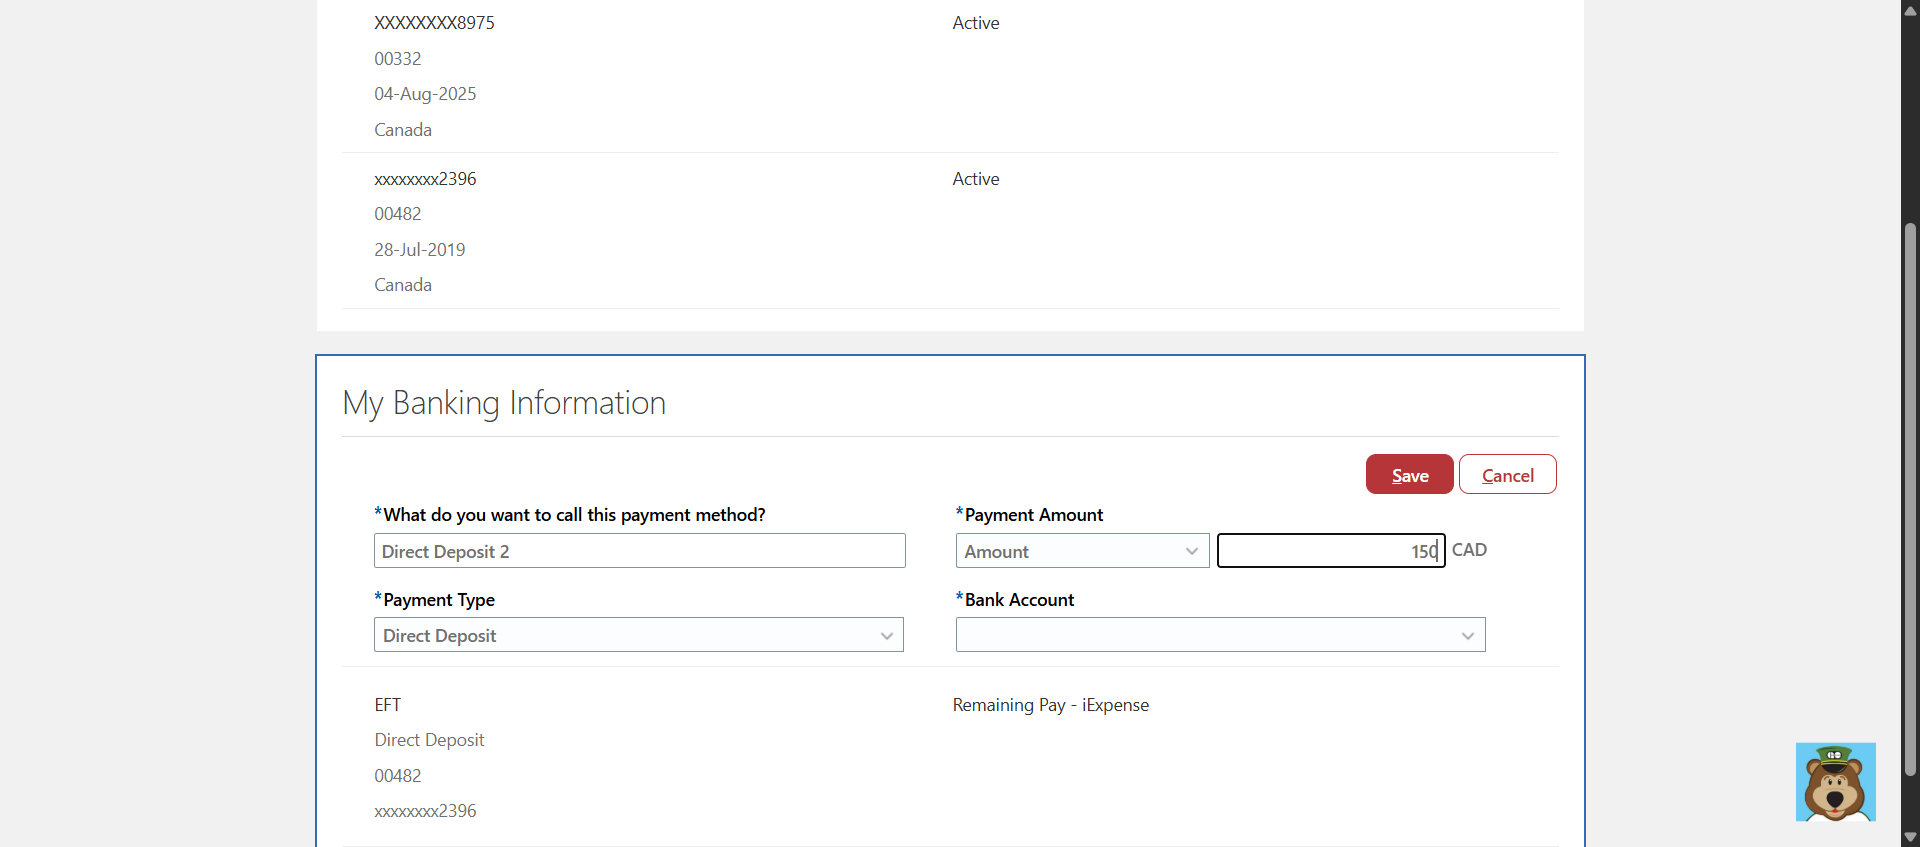 XXXXXXXX8975
Active
00332
04-Aug-2025
Canada
xxxxxxxx2396
Active
00482
28-Jul-2019
Canada
My Banking Information
Save
Cancel
*What do you want to call this payment method?
*Payment Amount
Direct Deposit 2
Amount
150
CAD
*Payment Type
*Bank Account
Direct Deposit
EFT
Remaining Pay - iExpense
Direct Deposit
00482
xxxxxxxx2396